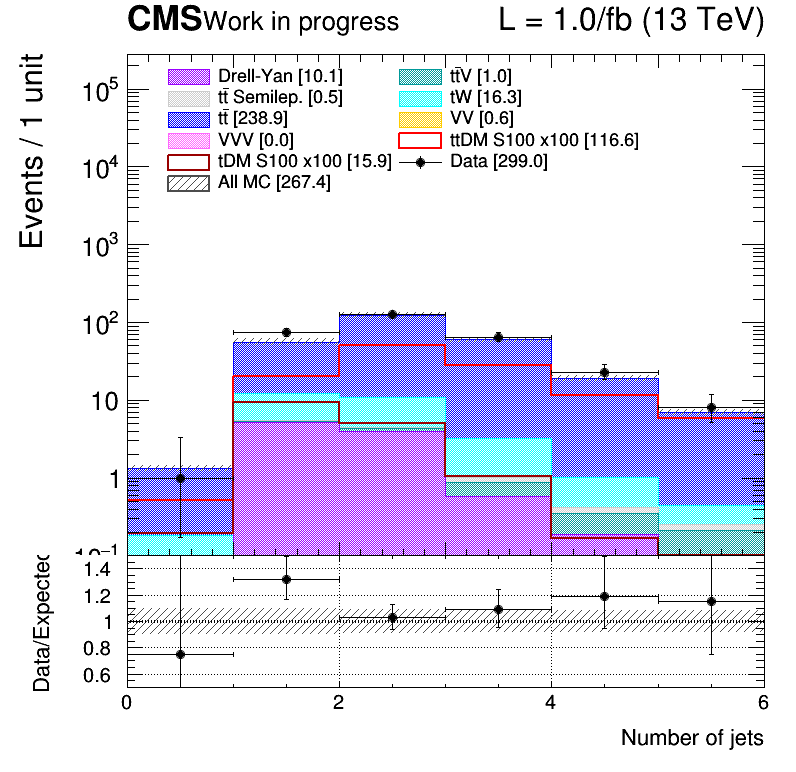 CMS Work in progress L = 1.0/fb (13 TeV)
Events / 1 unit
Drell-Yan [10.1] tt̄V [1.0]
tt̄ Semilep. [0.5] tW [16.3]
tt̄ [238.9] VV [0.6]
VVV [0.0] ttDM S100 x100 [116.6]
tDM S100 x100 [15.9] Data [299.0]
All MC [267.4]
10⁵
10⁴
10³
10²
10
1
10⁻¹
Data/Expected
1.4
1.2
1
0.8
0.6
0 2 4 6
Number of jets